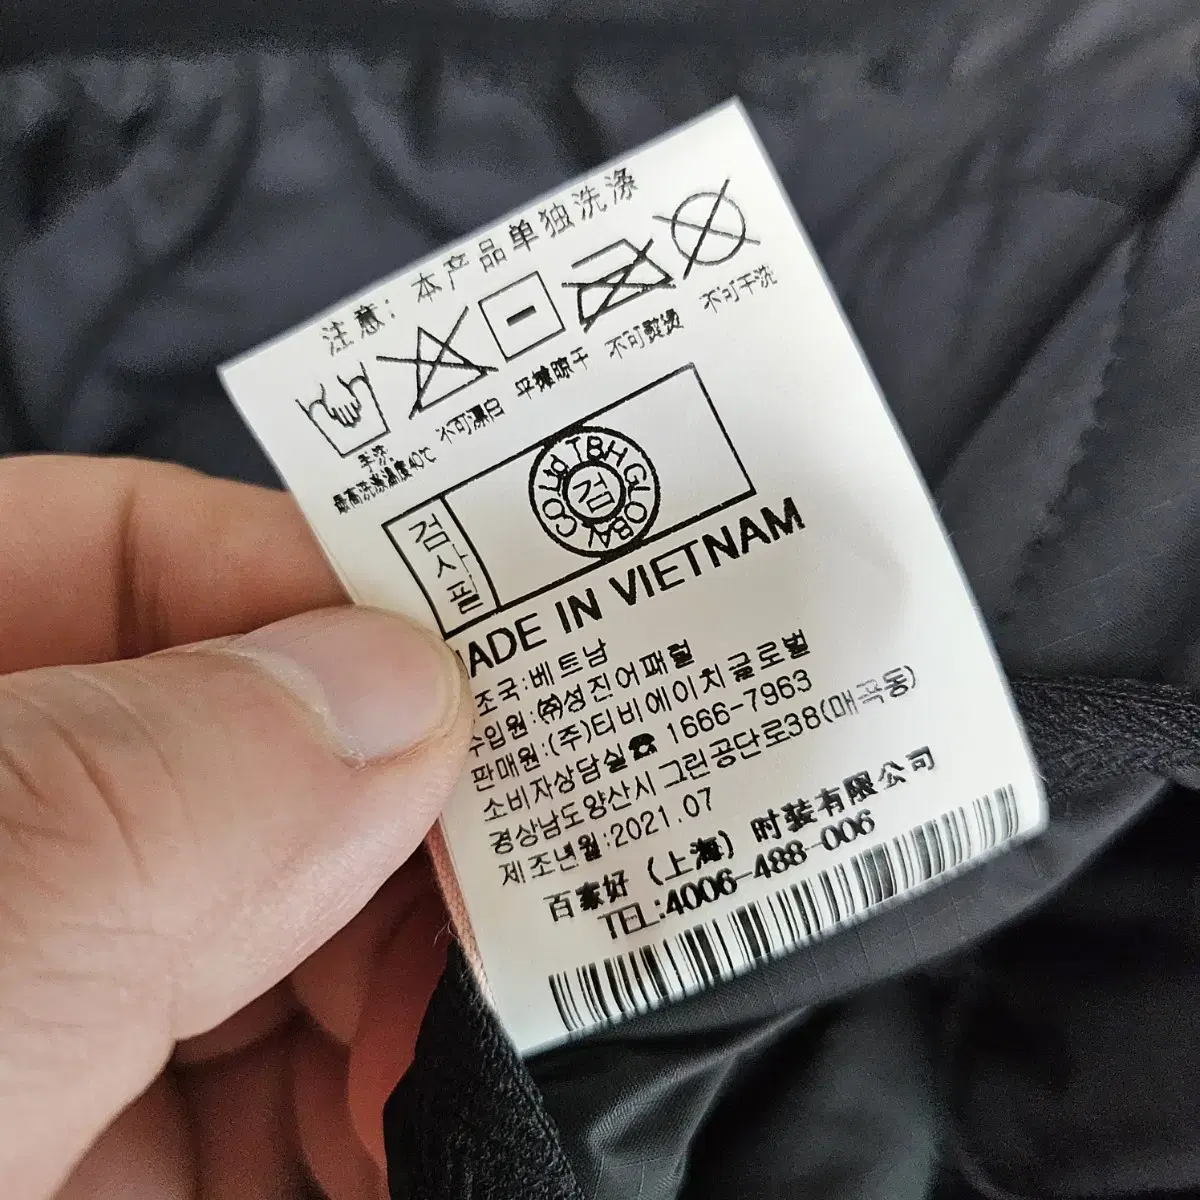 注意: 本产品单独洗涤
手洗,
最高洗涤温度40℃
不可漂白
平摊晾干
不可熨烫
不可干洗
검사필
TBH GLOBAL CO Ltd
검
MADE IN VIETNAM
조국:베트남
수입원:㈜성진어패럴
판매원:(주)티비에이치글로벌
소비자상담실☎ 1666-7963
경상남도양산시 그린공단로38(매곡동)
제조년월:2021.07
百家好 (上海) 时装有限公司
TEL:4006-488-006